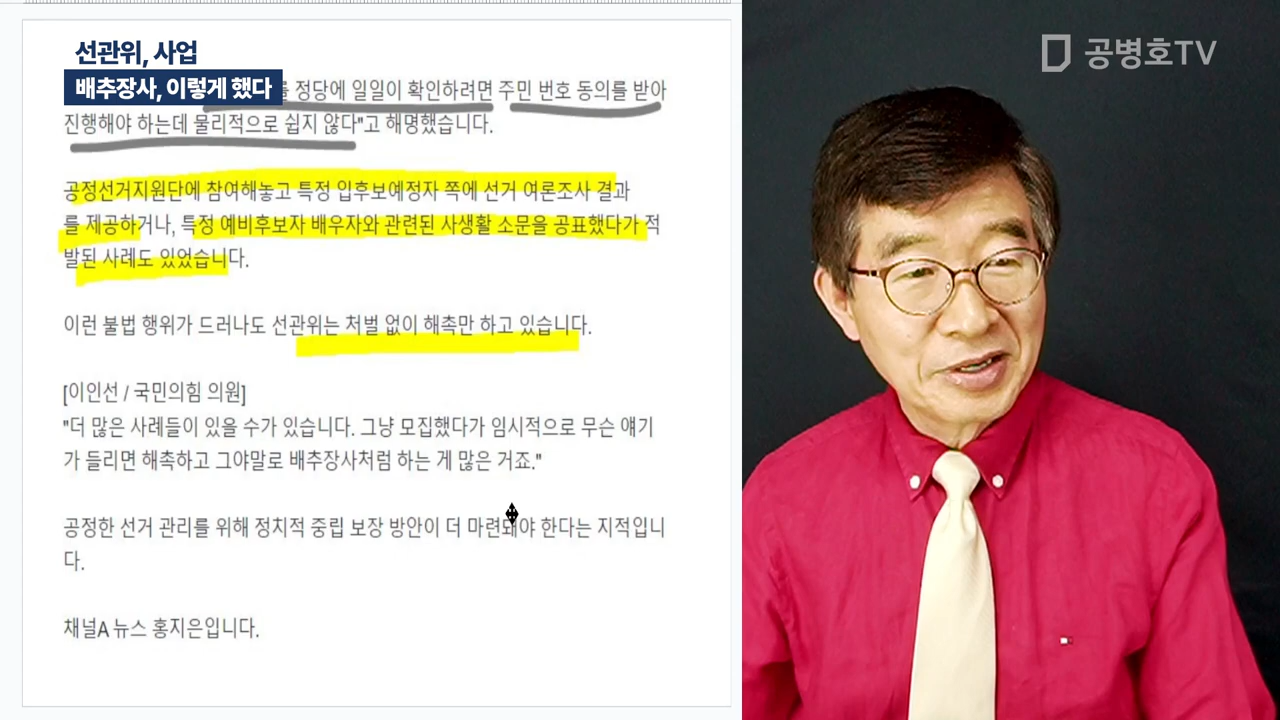 선관위, 사업
배추장사, 이렇게 했다
공병호TV
를 정당에 일일이 확인하려면 주민 번호 동의를 받아
진행해야 하는데 물리적으로 쉽지 않다"고 해명했습니다.
공정선거지원단에 참여해놓고 특정 입후보예정자 쪽에 선거 여론조사 결과
를 제공하거나, 특정 예비후보자 배우자와 관련된 사생활 소문을 공표했다가 적
발된 사례도 있었습니다.
이런 불법 행위가 드러나도 선관위는 처벌 없이 해촉만 하고 있습니다.
[이인선 / 국민의힘 의원]
"더 많은 사례들이 있을 수가 있습니다. 그냥 모집했다가 임시적으로 무슨 얘기
가 들리면 해촉하고 그야말로 배추장사처럼 하는 게 많은 거죠."
공정한 선거 관리를 위해 정치적 중립 보장 방안이 더 마련돼야 한다는 지적입니
다.
채널A 뉴스 홍지은입니다.